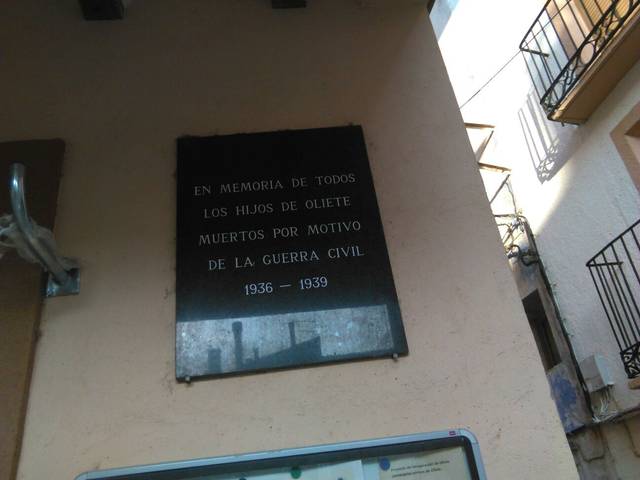 EN MEMORIA DE TODOS
LOS HIJOS DE OLIETE
MUERTOS POR MOTIVO
DE LA GUERRA CIVIL
1936 – 1939